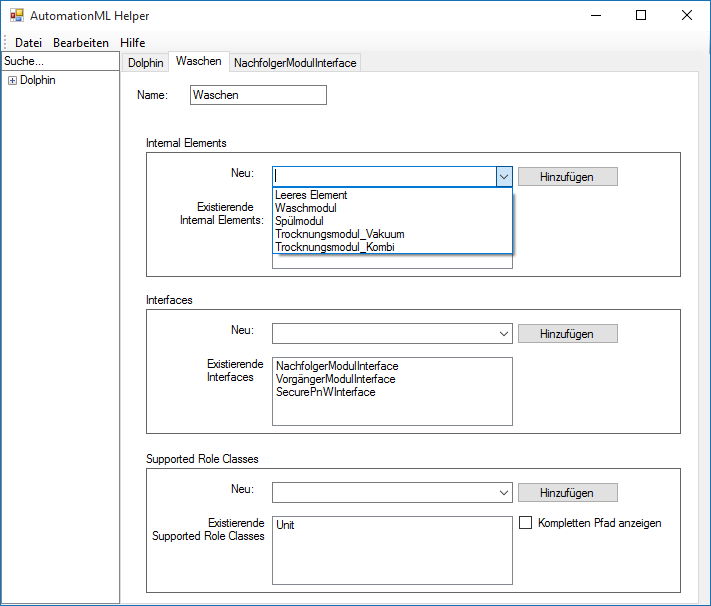 AutomationML Helper
Datei Bearbeiten Hilfe
Suche...
Dolphin
Dolphin Waschen NachfolgerModulInterface
Name: Waschen
Internal Elements
Neu: Hinzufügen
Leeres Element
Waschmodul
Spülmodul
Trocknungsmodul_Vakuum
Trocknungsmodul_Kombi
Existierende
Internal Elements:
Interfaces
Neu: Hinzufügen
Existierende
Interfaces
NachfolgerModulInterface
VorgängerModulInterface
SecurePnWInterface
Supported Role Classes
Neu: Hinzufügen
Existierende
Supported Role Classes
Unit
Kompletten Pfad anzeigen